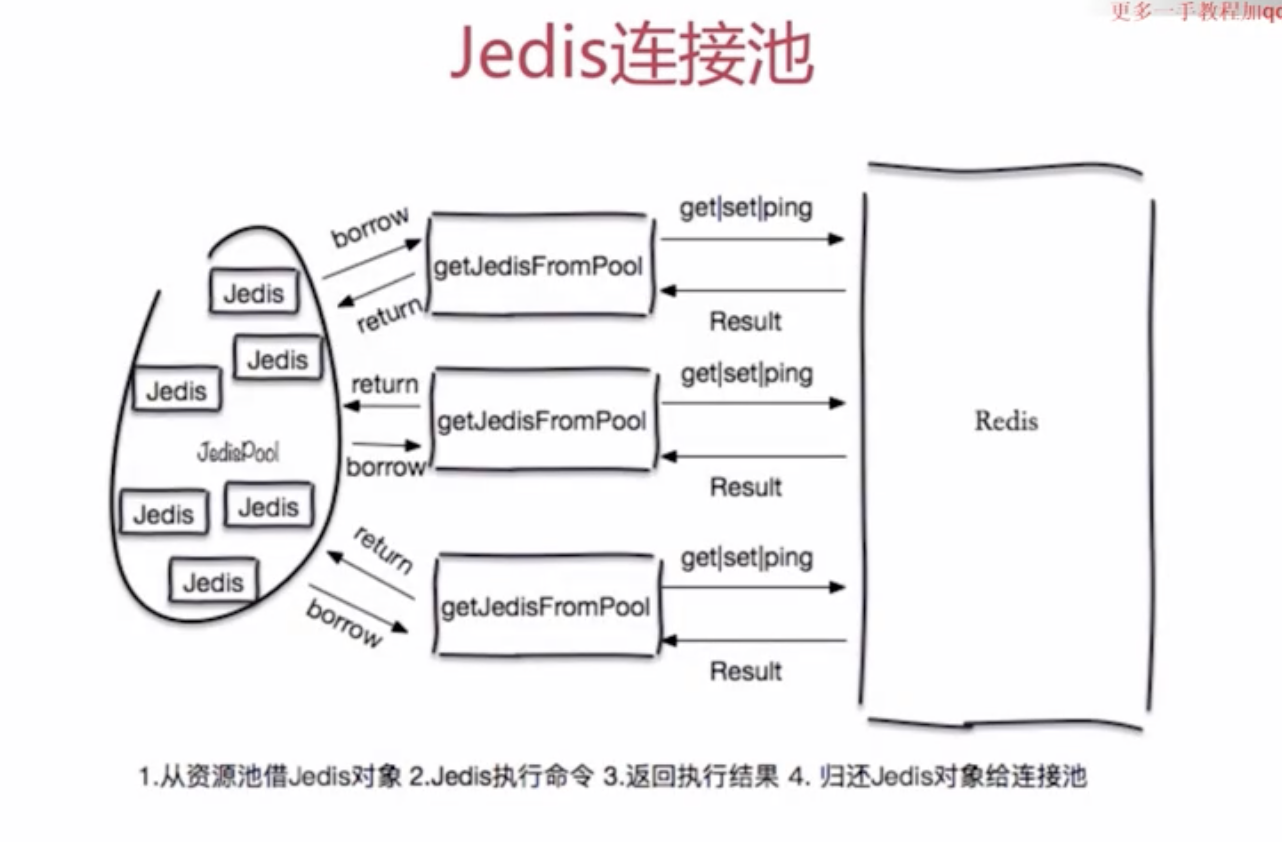 更多一手教程加qq
Jedis连接池
borrow
return
getJedisFromPool
get|set|ping
Result
Jedis
Jedis
Jedis
JedisPool
Jedis
Jedis
Jedis
return
borrow
getJedisFromPool
get|set|ping
Result
return
borrow
getJedisFromPool
get|set|ping
Result
Redis
1.从资源池借Jedis对象 2.Jedis执行命令 3.返回执行结果 4. 归还Jedis对象给连接池